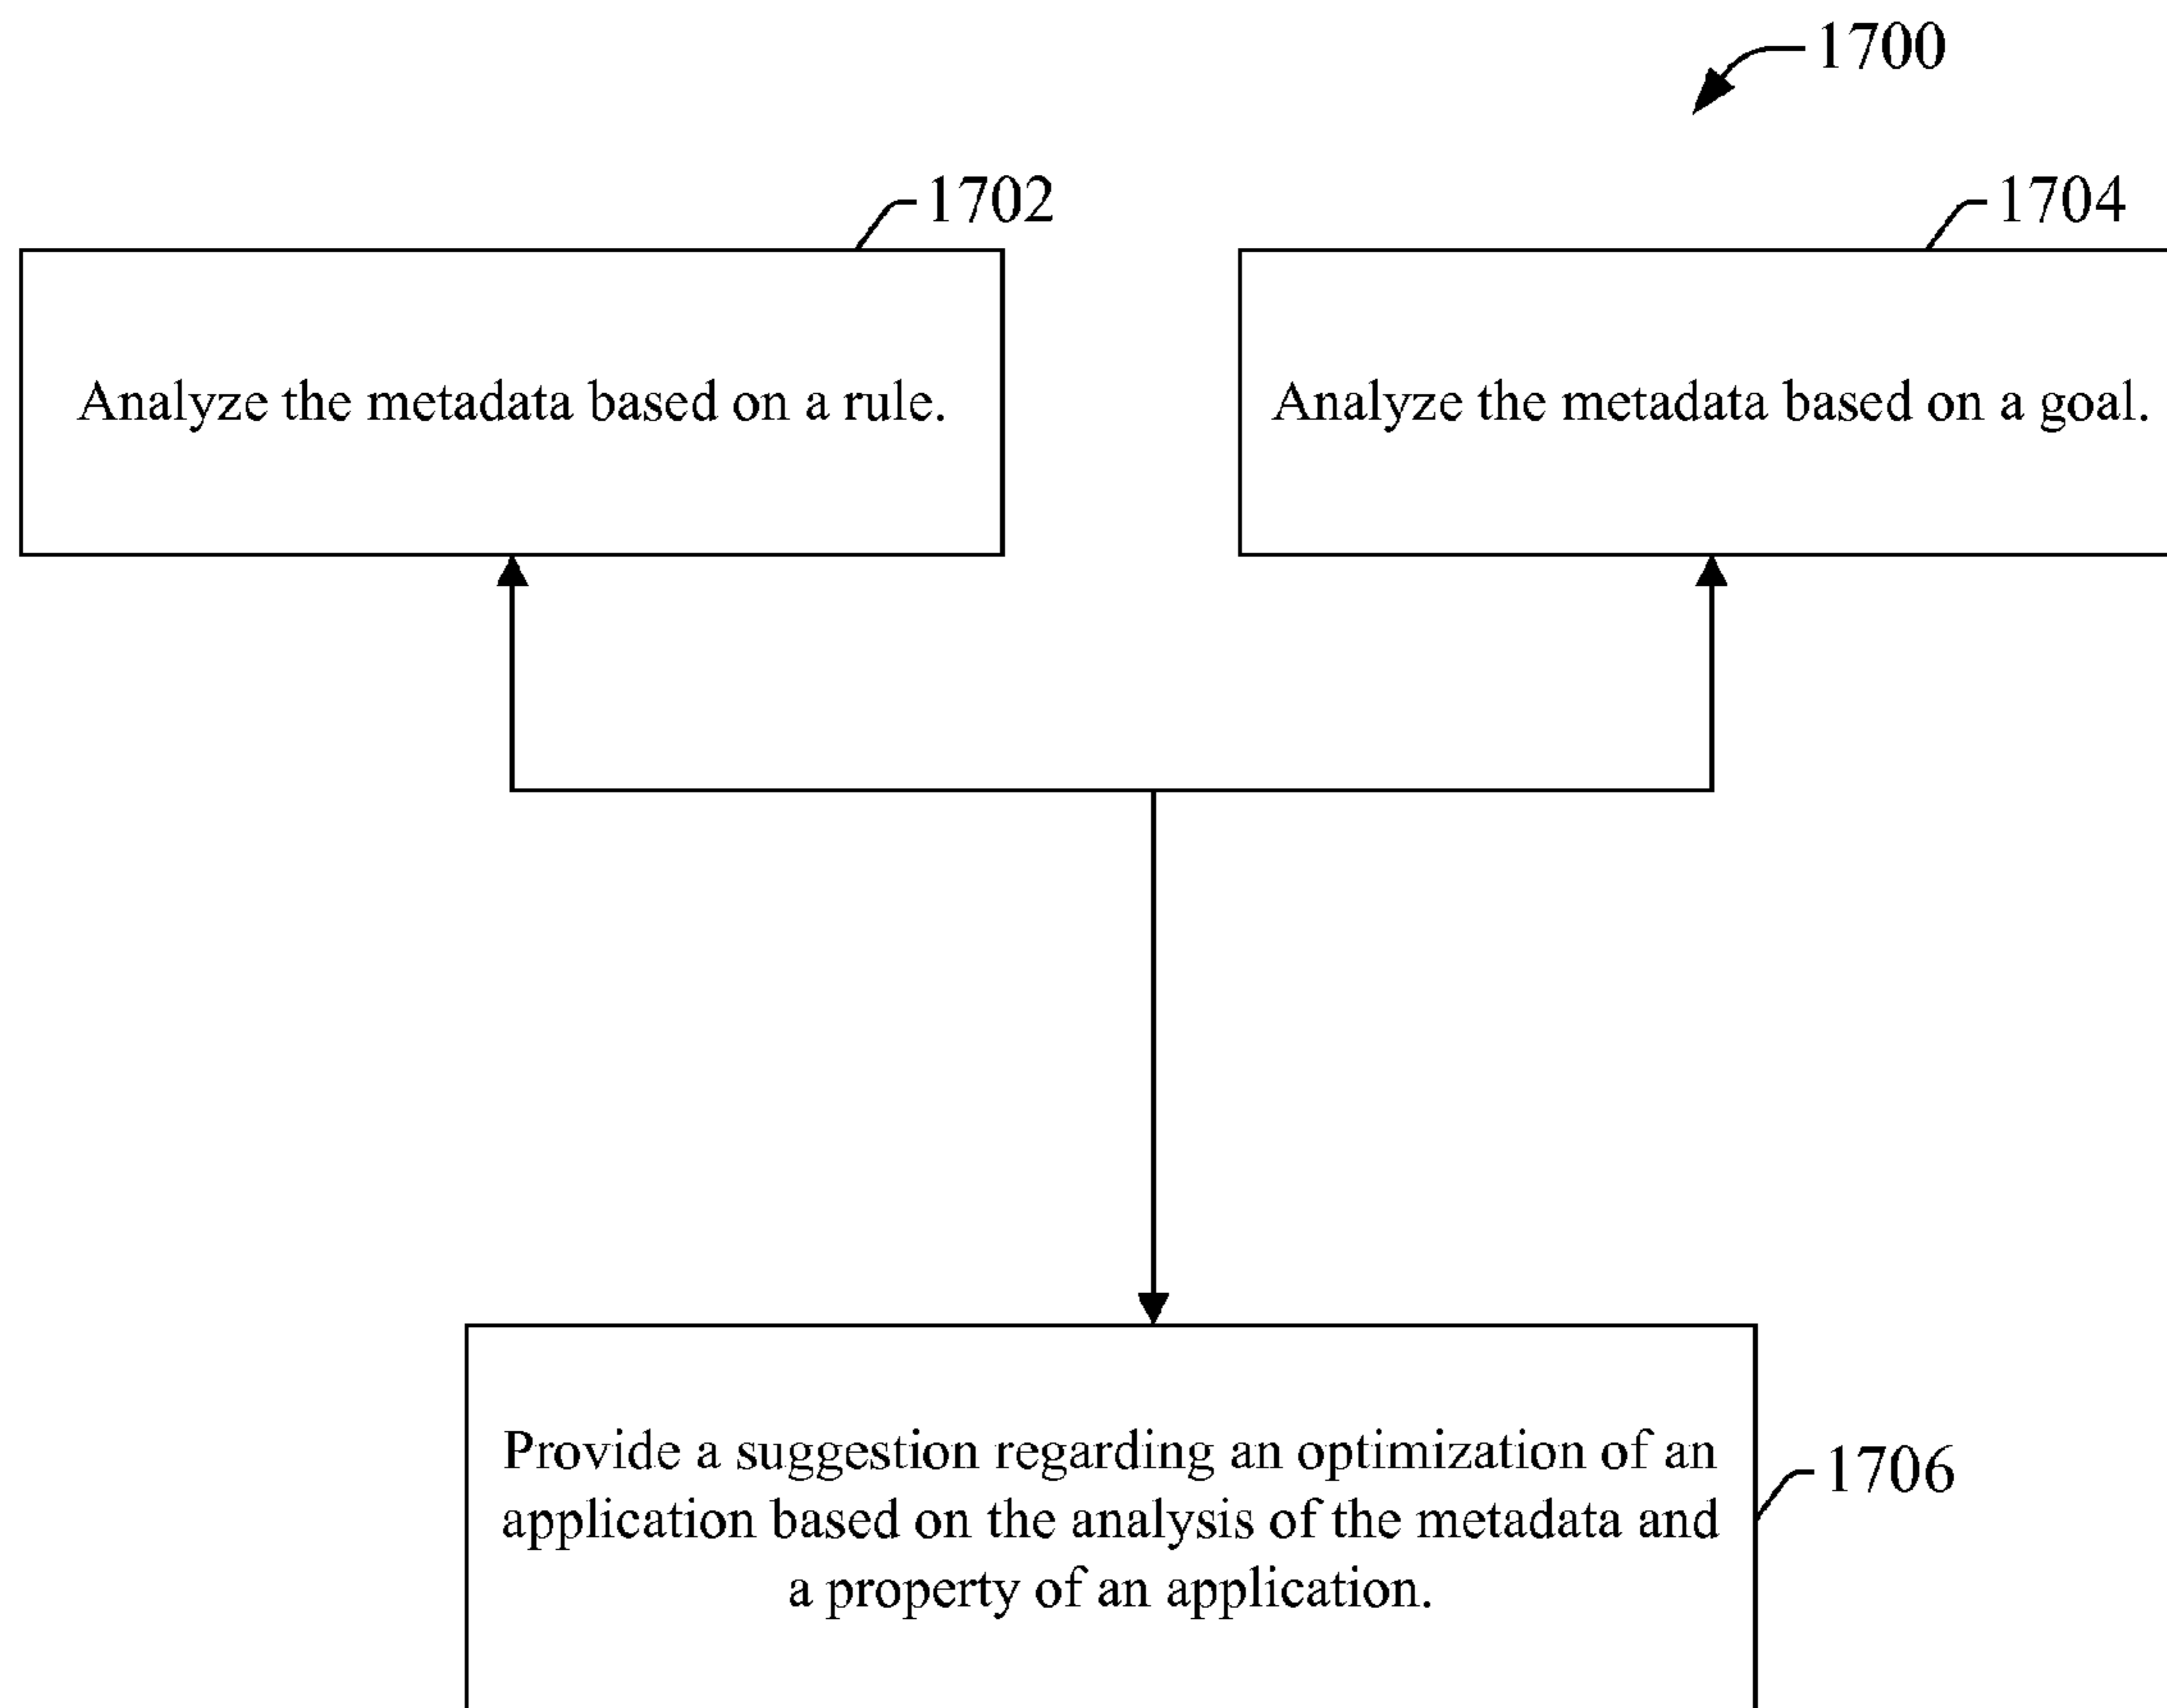 1700
1702
1704
Analyze the metadata based on a rule.
Analyze the metadata based on a goal.
Provide a suggestion regarding an optimization of an
application based on the analysis of the metadata and
a property of an application.
1706